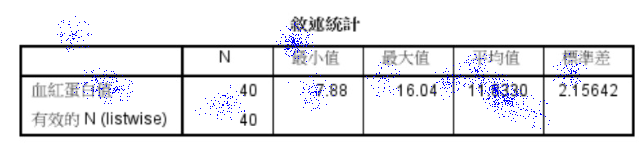 敘述統計
N 最小值 最大值 平均值 標準差
血紅蛋白值 40 7.88 16.04 2.15642
有效的 N (listwise) 40